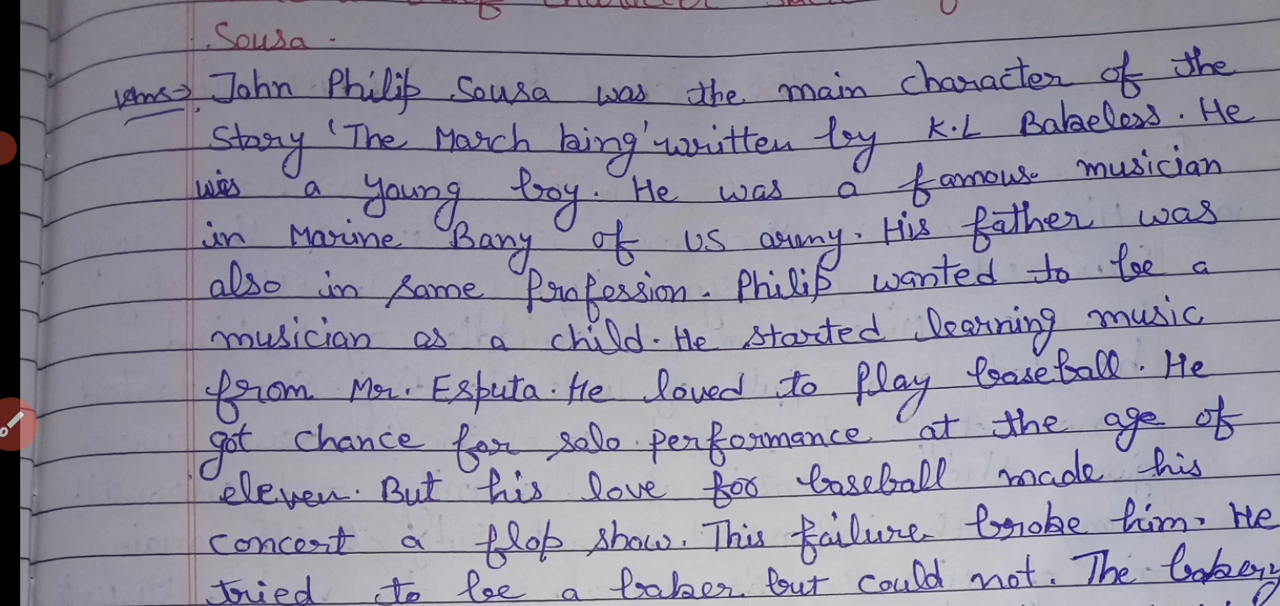 character
Sousa.
Ans→ John Philip Sousa was the main character of the
Story 'The March king' written by K.L Bakeless. He
was a young boy. He was a famous musician
in Marine Bany of US army. His father was
also in same profession. Philip wanted to be a
musician as a child. He started learning music
from Mr. Esputa. He loved to play baseball. He
got chance for solo performance at the age of
eleven. But his love for baseball made his
concert a flop show. This failure broke him. He
tried to be a baker but could not. The bakery